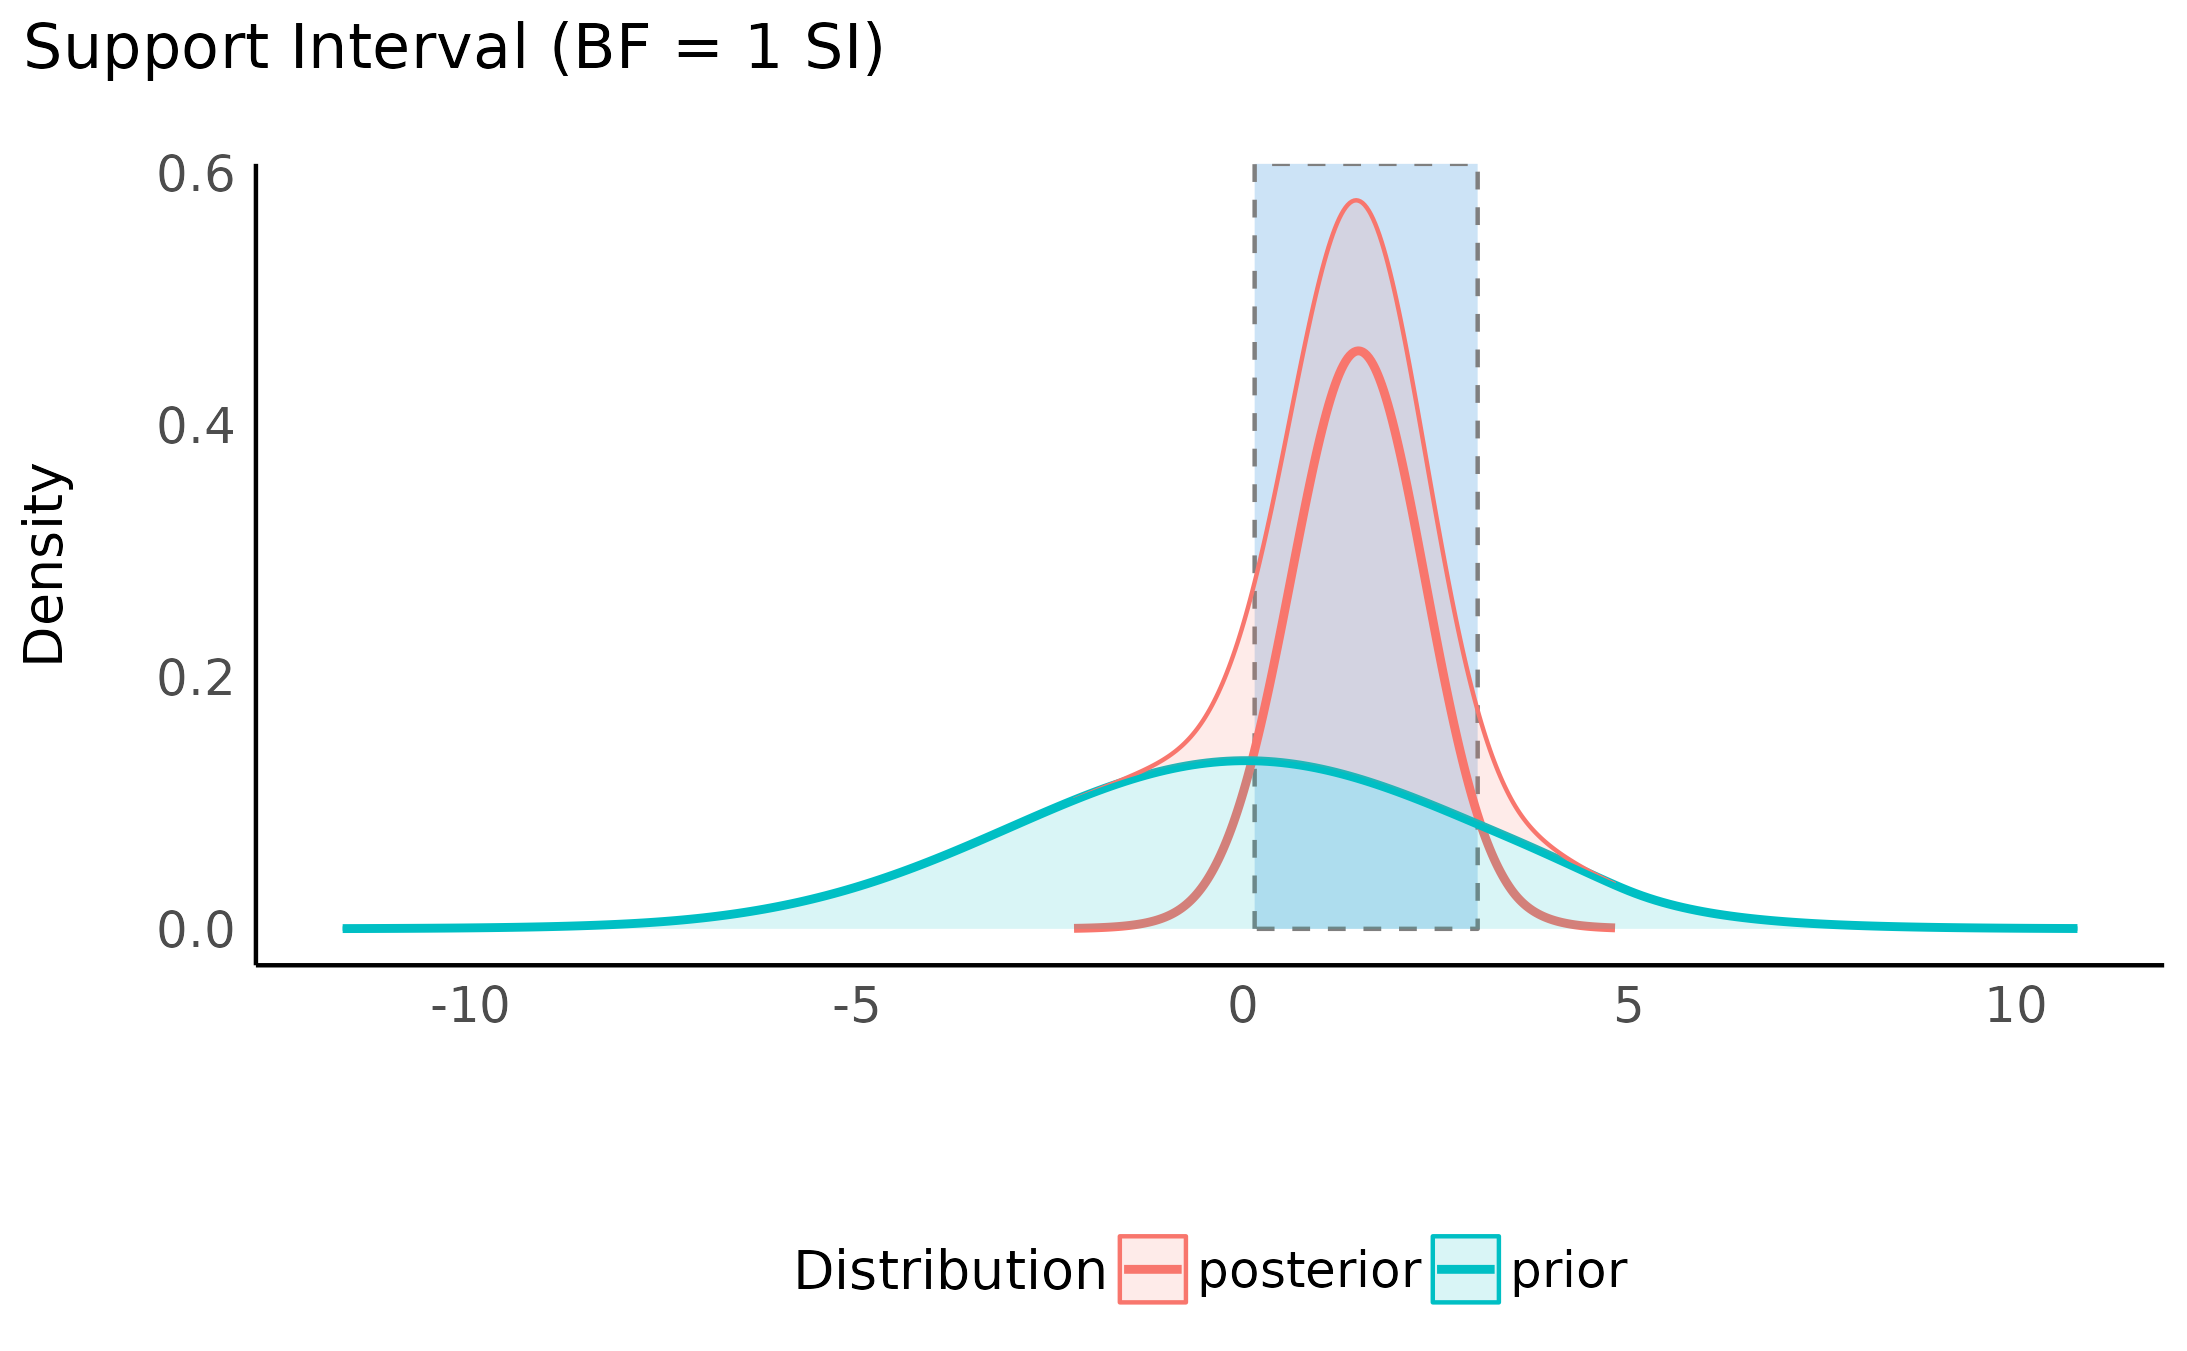 Support Interval (BF = 1 SI)
Density
0.6
0.4
0.2
0.0
-10 -5 0 5 10
Distribution posterior prior